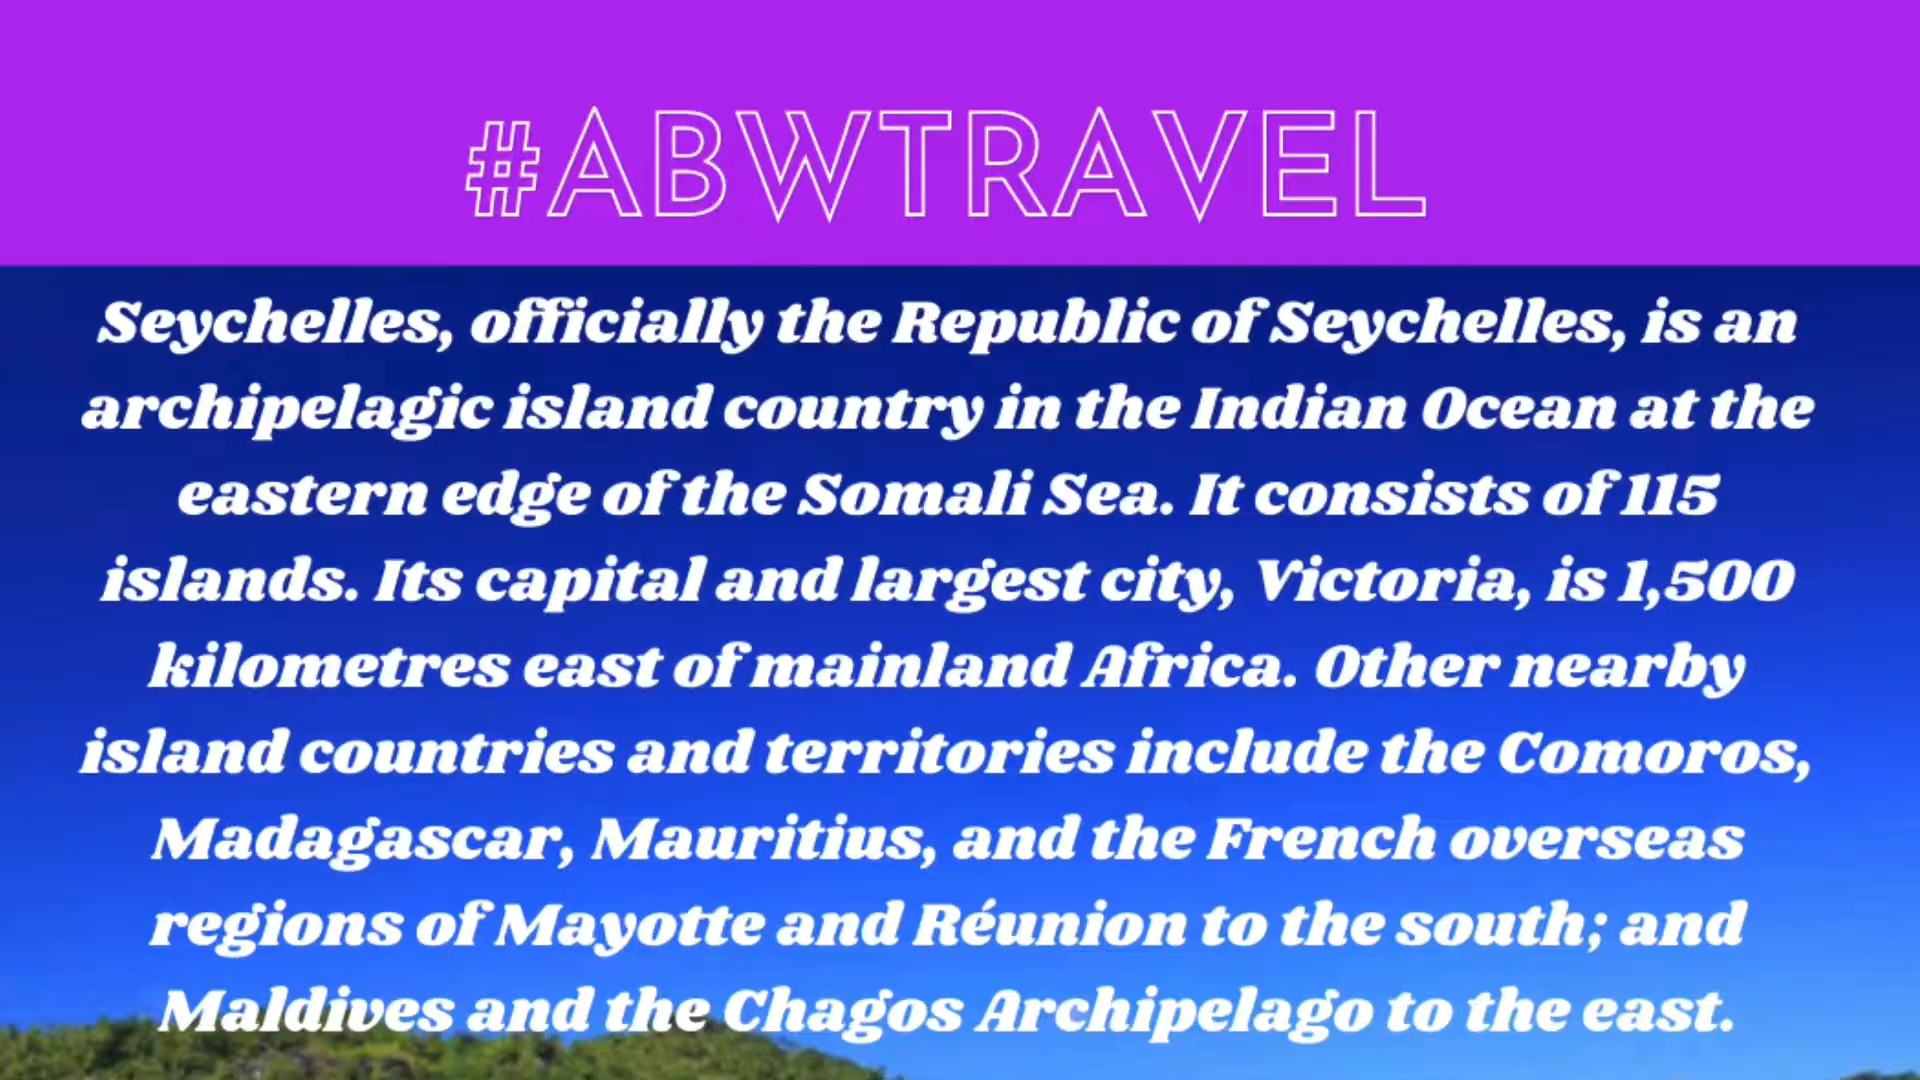 #ABWTRAVEL
Seychelles, officially the Republic of Seychelles, is an
archipelagic island country in the Indian Ocean at the
eastern edge of the Somali Sea. It consists of 115
islands. Its capital and largest city, Victoria, is 1,500
kilometres east of mainland Africa. Other nearby
island countries and territories include the Comoros,
Madagascar, Mauritius, and the French overseas
regions of Mayotte and Réunion to the south; and
Maldives and the Chagos Archipelago to the east.